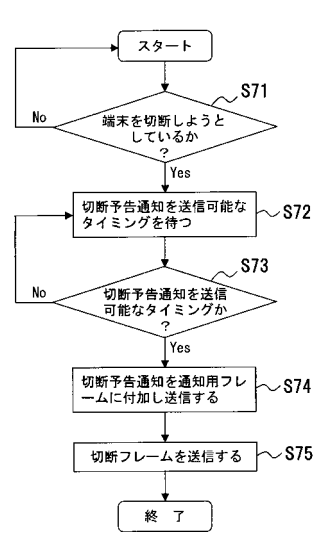 スタート
S71
端末を切断しようと
しているか
?
No
Yes
切断予告通知を送信可能な
タイミングを待つ
S72
S73
切断予告通知を送信
可能なタイミングか
?
No
Yes
切断予告通知を通知用フレ
ームに付加し送信する
S74
切断フレームを送信する
S75
終 了